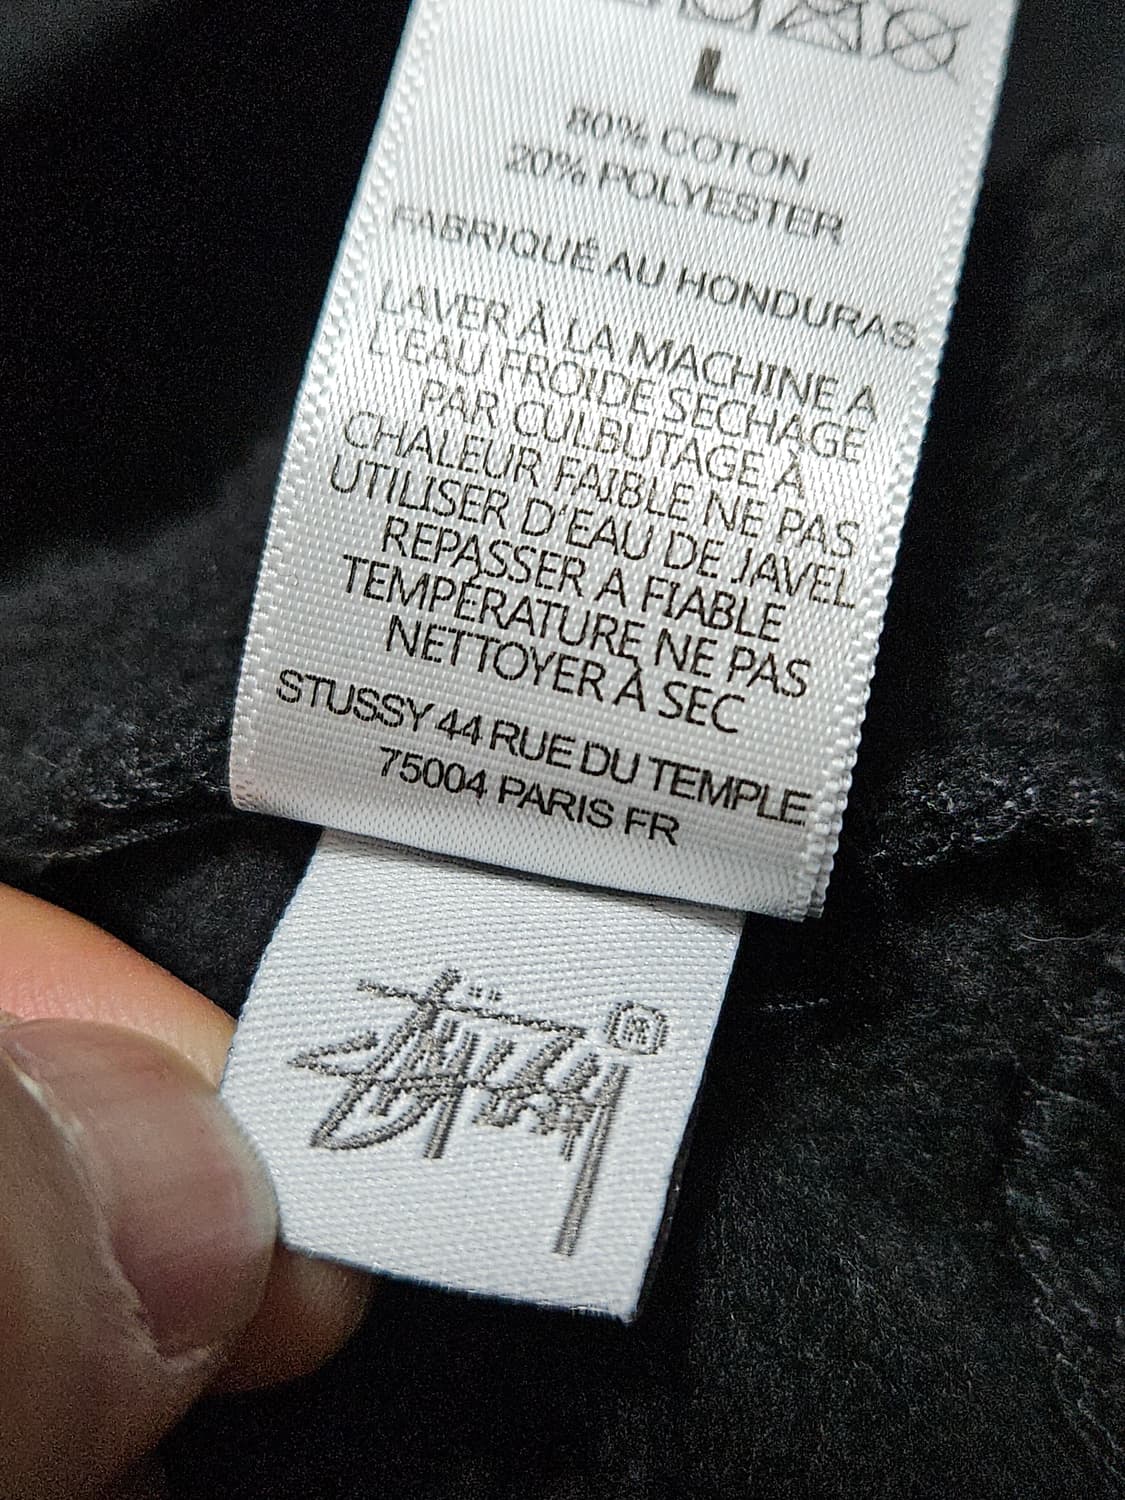 L
80% COTON
20% POLYESTER
FABRIQUÉ AU HONDURAS
LAVER À LA MACHINE A
L'EAU FROIDE SECHAGE
PAR CULBUTAGE À
CHALEUR FAIBLE NE PAS
UTILISER D'EAU DE JAVEL
REPASSER A FIABLE
TEMPÉRATURE NE PAS
NETTOYER À SEC
STUSSY 44 RUE DU TEMPLE
75004 PARIS FR
Stüssy